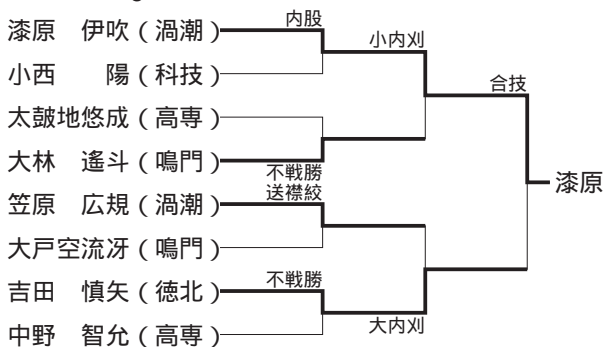 内股
漆原　伊吹（渦潮）
小内刈
小西　　陽（科技）
合技
太鼓地悠成（高専）
大林　遙斗（鳴門）
不戦勝
漆原
送襟絞
笠原　広規（渦潮）
大戸空流冴（鳴門）
不戦勝
吉田　慎矢（徳北）
大内刈
中野　智允（高専）